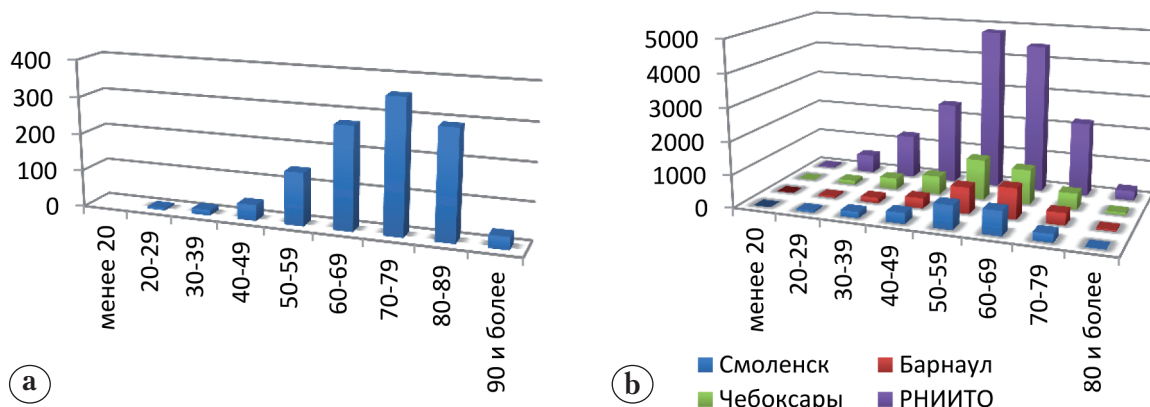 400
300
200
100
0
менее 20
20-29
30-39
40-49
50-59
60-69
70-79
80-89
90 и более
a
5000
4000
3000
2000
1000
0
менее 20
20-29
30-39
40-49
50-59
60-69
70-79
80 и более
b
Смоленск
Барнаул
Чебоксары
РНИИТО